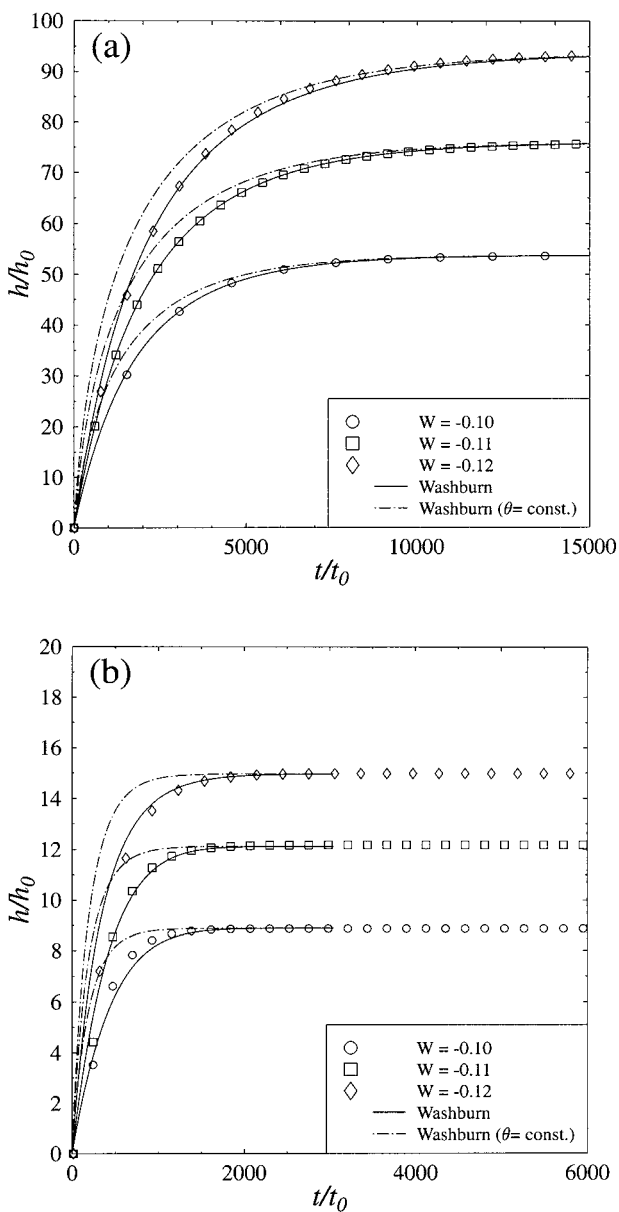 (a)
100
90
80
70
60
50
40
30
20
10
0
h/h0
W = -0.10
W = -0.11
W = -0.12
Washburn
Washburn (θ= const.)
0 5000 10000 15000
t/t0
(b)
20
18
16
14
12
10
8
6
4
2
0
h/h0
W = -0.10
W = -0.11
W = -0.12
Washburn
Washburn (θ= const.)
0 2000 4000 6000
t/t0